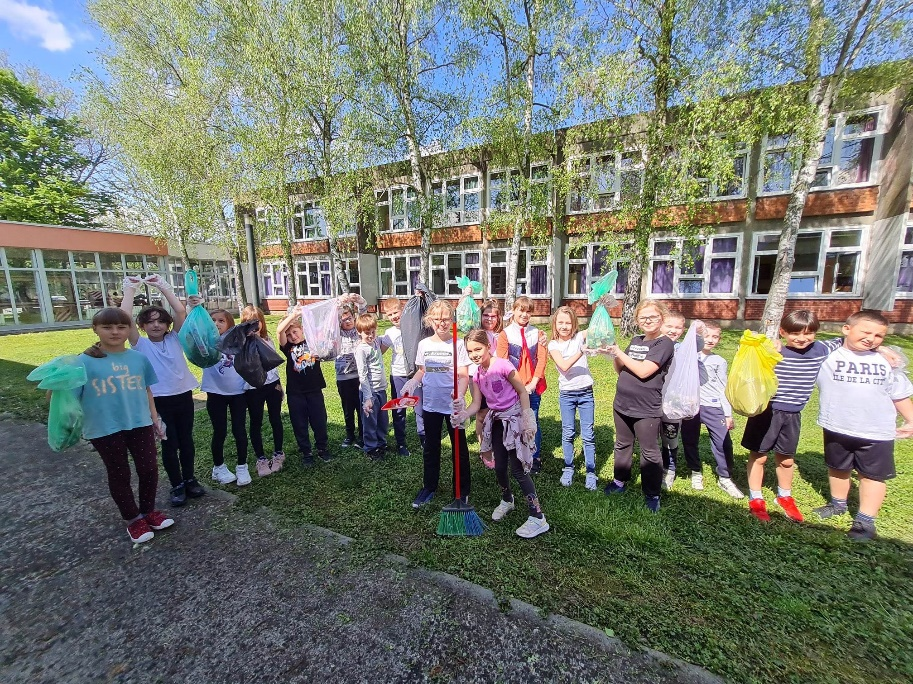 big
SISTER
PARIS
ILE DE LA CITE